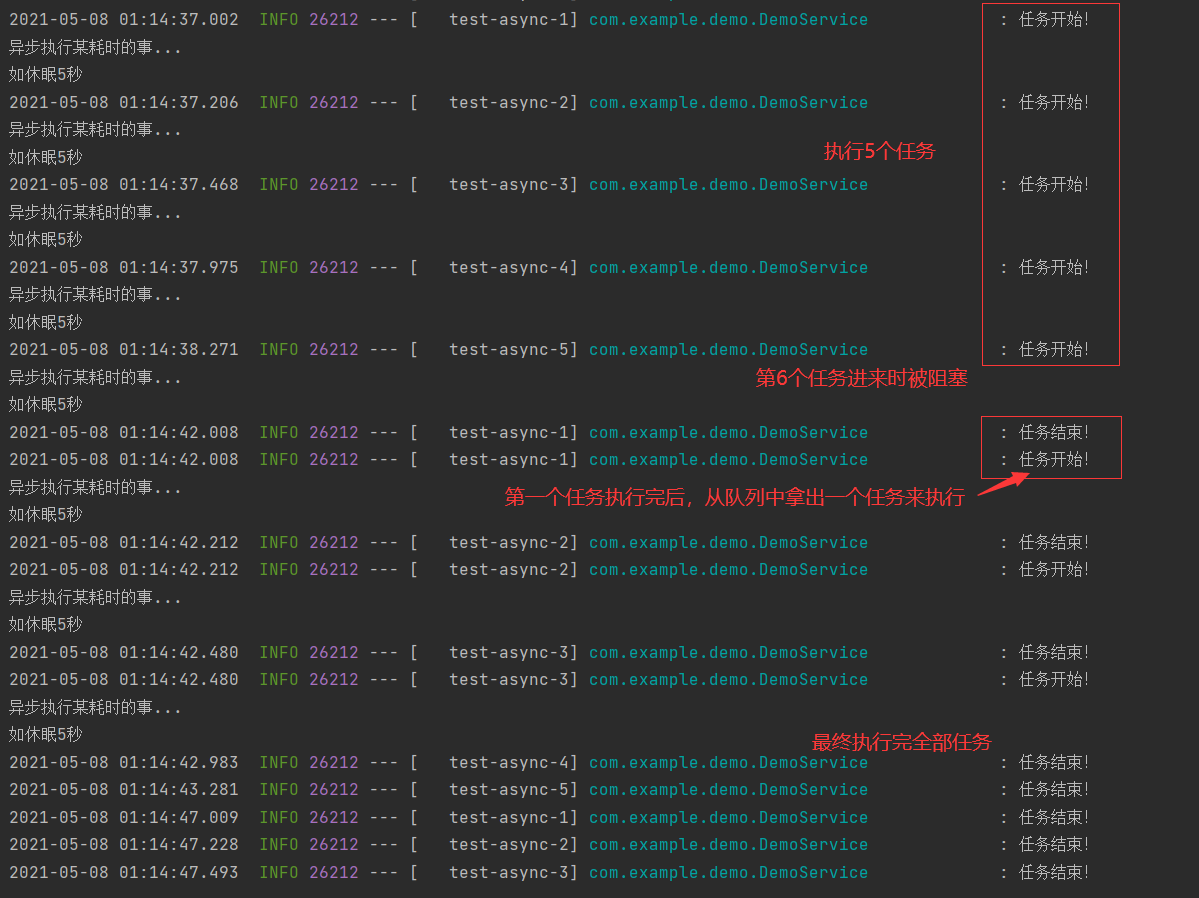 2021-05-08 01:14:37.002  INFO 26212 --- [   test-async-1] com.example.demo.DemoService             : 任务开始!
异步执行某耗时的事...
如休眠5秒
2021-05-08 01:14:37.206  INFO 26212 --- [   test-async-2] com.example.demo.DemoService             : 任务开始!
异步执行某耗时的事...
执行5个任务
如休眠5秒
2021-05-08 01:14:37.468  INFO 26212 --- [   test-async-3] com.example.demo.DemoService             : 任务开始!
异步执行某耗时的事...
如休眠5秒
2021-05-08 01:14:37.975  INFO 26212 --- [   test-async-4] com.example.demo.DemoService             : 任务开始!
异步执行某耗时的事...
如休眠5秒
2021-05-08 01:14:38.271  INFO 26212 --- [   test-async-5] com.example.demo.DemoService             : 任务开始!
异步执行某耗时的事...
第6个任务进来时被阻塞
如休眠5秒
2021-05-08 01:14:42.008  INFO 26212 --- [   test-async-1] com.example.demo.DemoService             : 任务结束!
2021-05-08 01:14:42.008  INFO 26212 --- [   test-async-1] com.example.demo.DemoService             : 任务开始!
异步执行某耗时的事...
第一个任务执行完后，从队列中拿出一个任务来执行
如休眠5秒
2021-05-08 01:14:42.212  INFO 26212 --- [   test-async-2] com.example.demo.DemoService             : 任务结束!
2021-05-08 01:14:42.212  INFO 26212 --- [   test-async-2] com.example.demo.DemoService             : 任务开始!
异步执行某耗时的事...
如休眠5秒
2021-05-08 01:14:42.480  INFO 26212 --- [   test-async-3] com.example.demo.DemoService             : 任务结束!
2021-05-08 01:14:42.480  INFO 26212 --- [   test-async-3] com.example.demo.DemoService             : 任务开始!
异步执行某耗时的事...
如休眠5秒
最终执行完全部任务
2021-05-08 01:14:42.983  INFO 26212 --- [   test-async-4] com.example.demo.DemoService             : 任务结束!
2021-05-08 01:14:43.281  INFO 26212 --- [   test-async-5] com.example.demo.DemoService             : 任务结束!
2021-05-08 01:14:47.009  INFO 26212 --- [   test-async-1] com.example.demo.DemoService             : 任务结束!
2021-05-08 01:14:47.228  INFO 26212 --- [   test-async-2] com.example.demo.DemoService             : 任务结束!
2021-05-08 01:14:47.493  INFO 26212 --- [   test-async-3] com.example.demo.DemoService             : 任务结束!